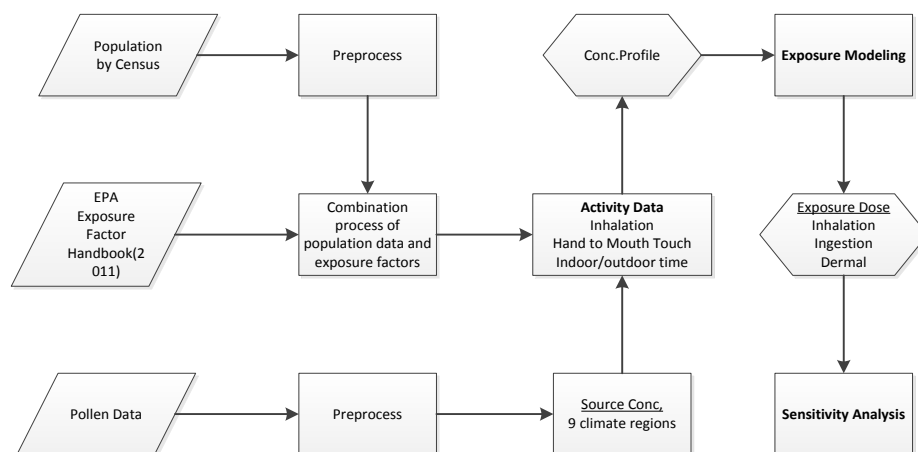 Population
by Census
Preprocess
Conc.Profile
Exposure Modeling
EPA
Exposure
Factor
Handbook(2
011)
Combination
process of
population data and
exposure factors
Activity Data
Inhalation
Hand to Mouth Touch
Indoor/outdoor time
Exposure Dose
Inhalation
Ingestion
Dermal
Pollen Data
Preprocess
Source Conc,
9 climate regions
Sensitivity Analysis